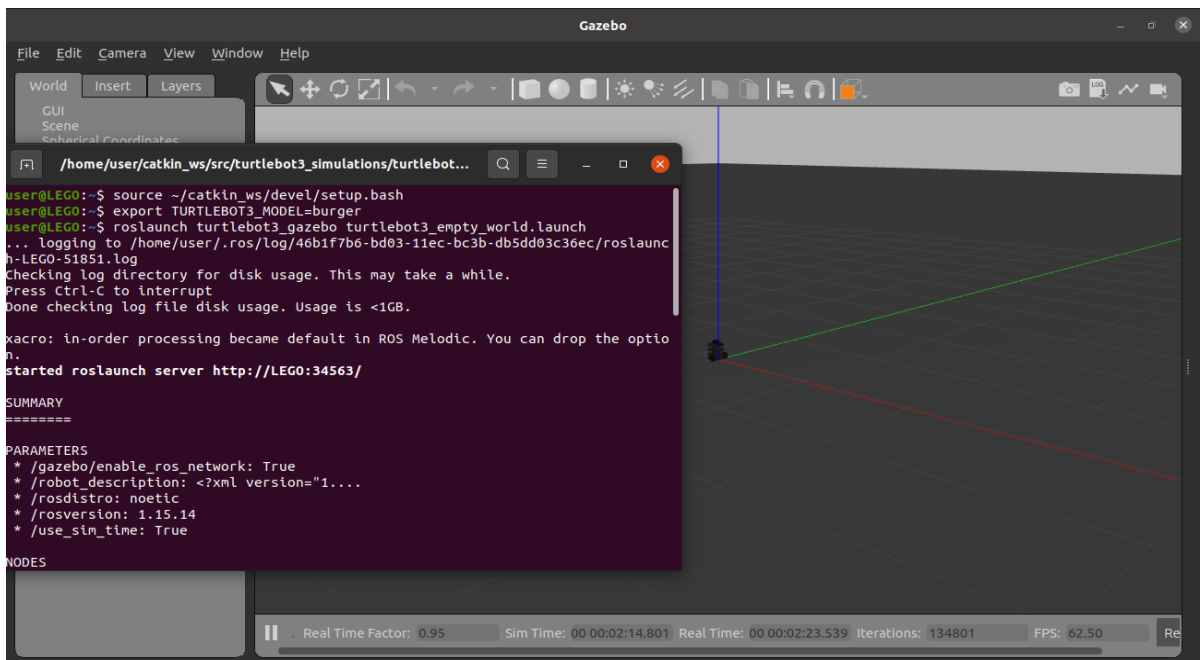 Gazebo
File Edit Camera View Window Help
World Insert Layers
GUI
Scene
Spherical Coordinates
LOG
/home/user/catkin_ws/src/turtlebot3_simulations/turtlebot...
user@LEGO:~$ source ~/catkin_ws/devel/setup.bash
user@LEGO:~$ export TURTLEBOT3_MODEL=burger
user@LEGO:~$ roslaunch turtlebot3_gazebo turtlebot3_empty_world.launch
... logging to /home/user/.ros/log/46b1f7b6-bd03-11ec-bc3b-db5dd03c36ec/roslaunc
h-LEGO-51851.log
Checking log directory for disk usage. This may take a while.
Press Ctrl-C to interrupt
Done checking log file disk usage. Usage is <1GB.
xacro: in-order processing became default in ROS Melodic. You can drop the optio
n.
started roslaunch server http://LEGO:34563/
SUMMARY
========
PARAMETERS
* /gazebo/enable_ros_network: True
* /robot_description: <?xml version="1....
* /rosdistro: noetic
* /rosversion: 1.15.14
* /use_sim_time: True
NODES
Real Time Factor: 0.95 Sim Time: 00 00:02:14.801 Real Time: 00 00:02:23.539 Iterations: 134801 FPS: 62.50 Re